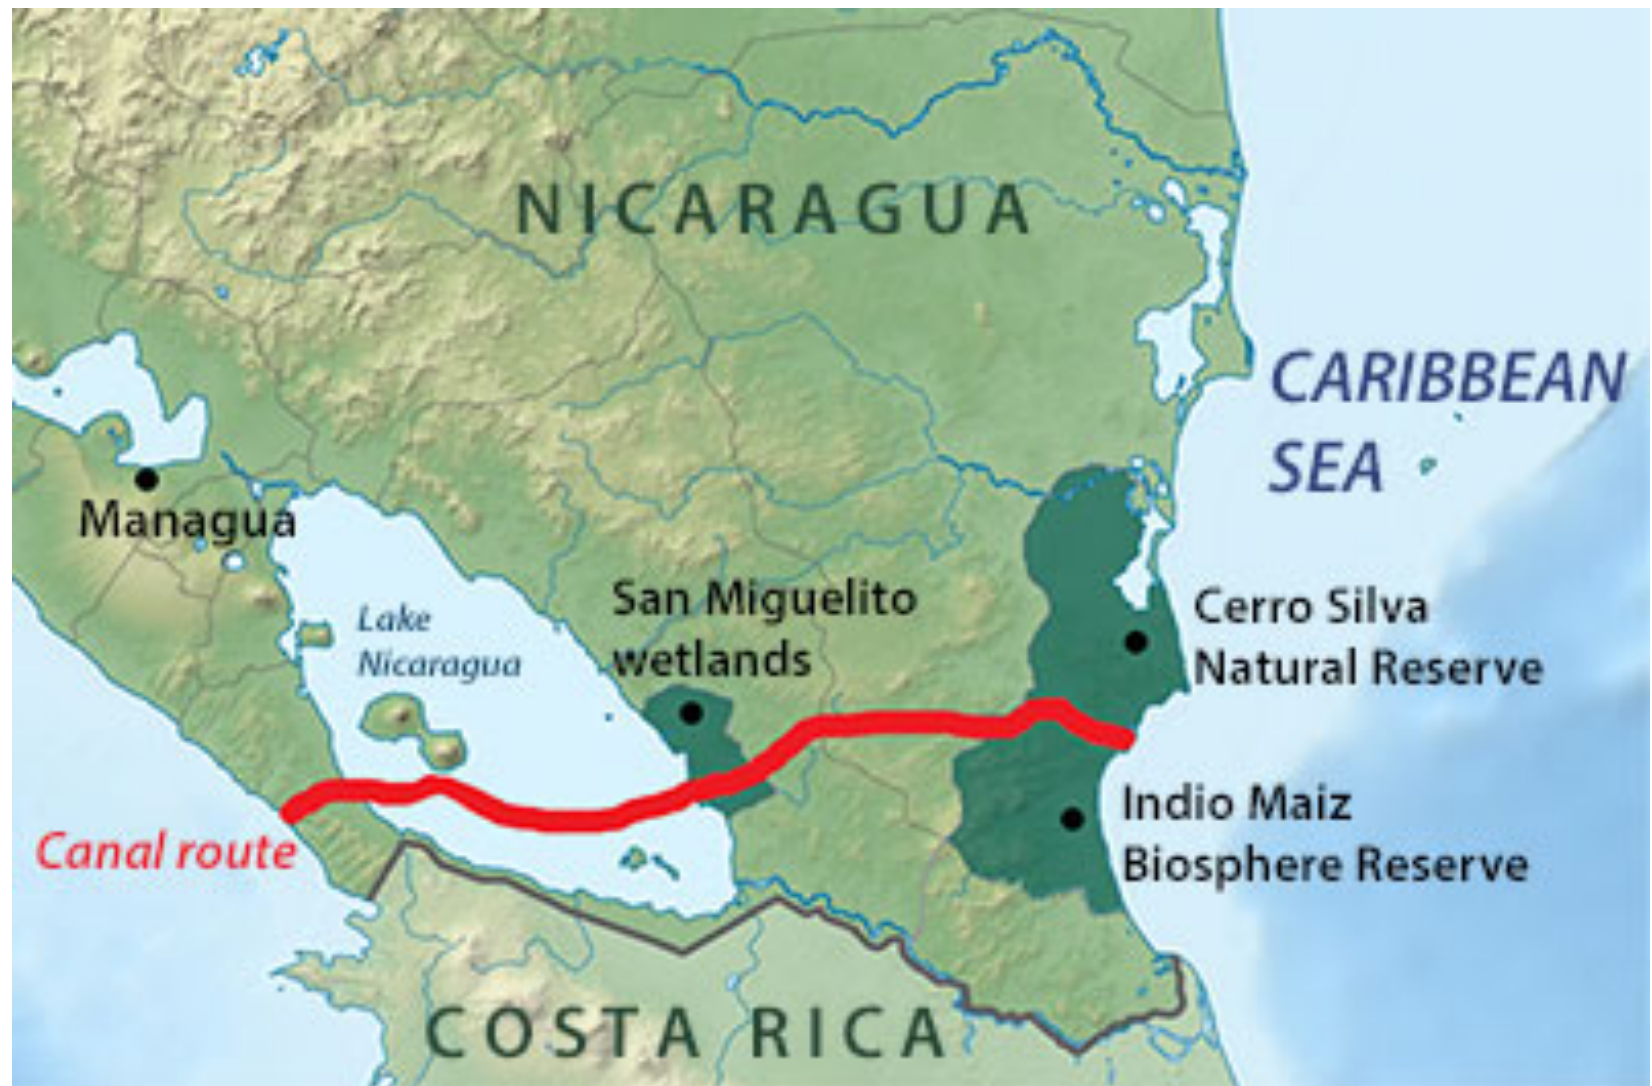 NICARAGUA
CARIBBEAN
SEA
Managua
Lake
Nicaragua
San Miguelito
wetlands
Cerro Silva
Natural Reserve
Indio Maiz
Biosphere Reserve
Canal route
COSTA RICA